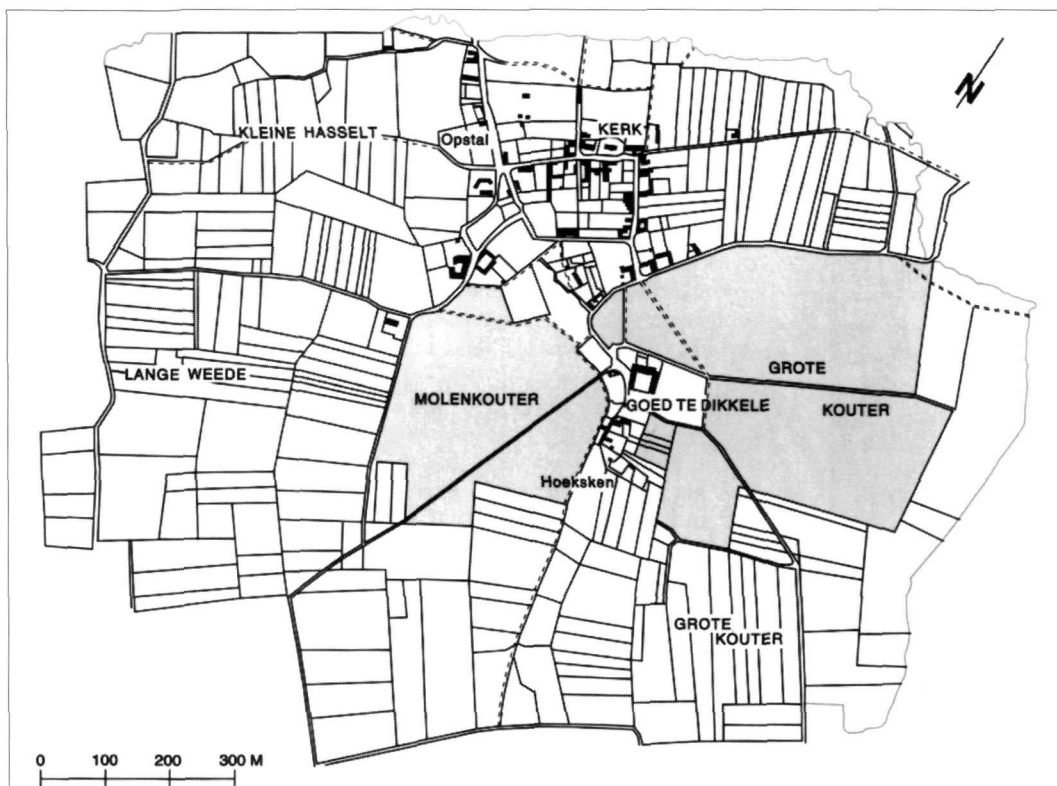 N
KERK
KLEINE HASSELT
Opstal
GROTE
LANGE WEEDE
MOLENKOUTER
GOED TE DIKKELE
KOUTER
Hoeksken
GROTE
KOUTER
0 100 200 300 M